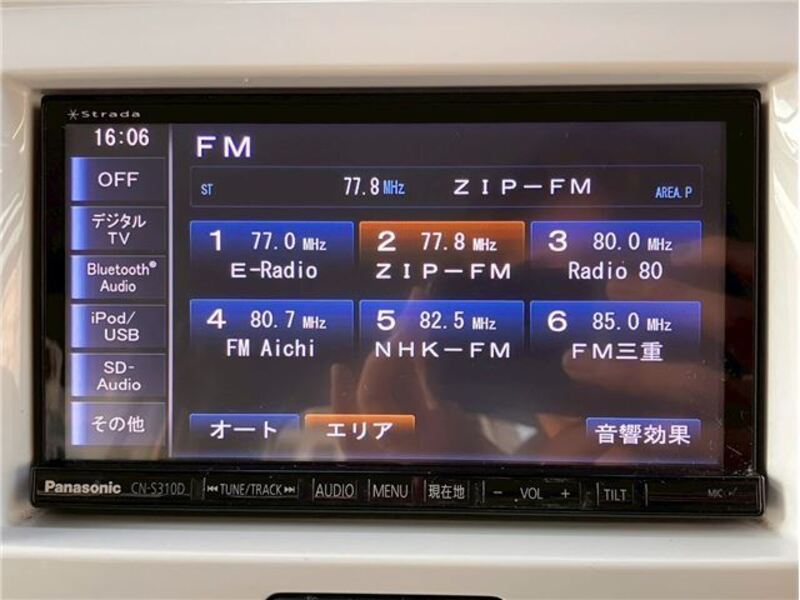 Strada
16:06
FM
OFF
ST 77.8 MHz ZIP-FM AREA.P
デジタル
TV
1 77.0 MHz
E-Radio
2 77.8 MHz
ZIP-FM
3 80.0 MHz
Radio 80
Bluetooth®
Audio
iPod/
USB
4 80.7 MHz
FM Aichi
5 82.5 MHz
NHK-FM
6 85.0 MHz
FM三重
SD-
Audio
その他
オート エリア 音響効果
Panasonic CN-S310D TUNE/TRACK AUDIO MENU 現在地 − VOL + TILT MIC